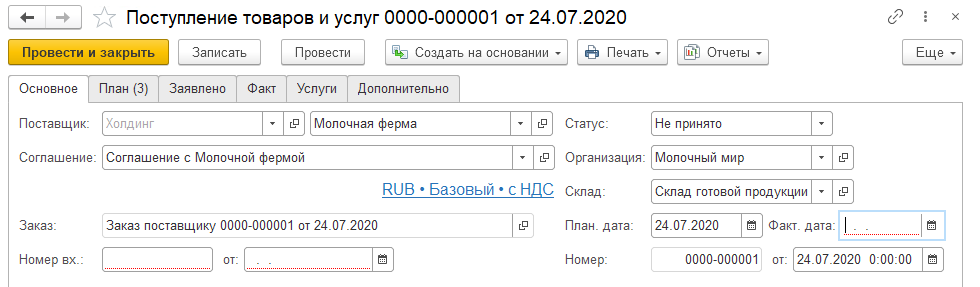 Поступление товаров и услуг 0000-000001 от 24.07.2020
Провести и закрыть Записать Провести Создать на основании Печать Отчеты Еще
Основное План (3) Заявлено Факт Услуги Дополнительно
Поставщик: Холдинг Молочная ферма Статус: Не принято
Соглашение: Соглашение с Молочной фермой Организация: Молочный мир
RUB • Базовый • с НДС Склад: Склад готовой продукции
Заказ: Заказ поставщику 0000-000001 от 24.07.2020 План. дата: 24.07.2020 Факт. дата: . .
Номер вх.: от: . . Номер: 0000-000001 от: 24.07.2020 0:00:00